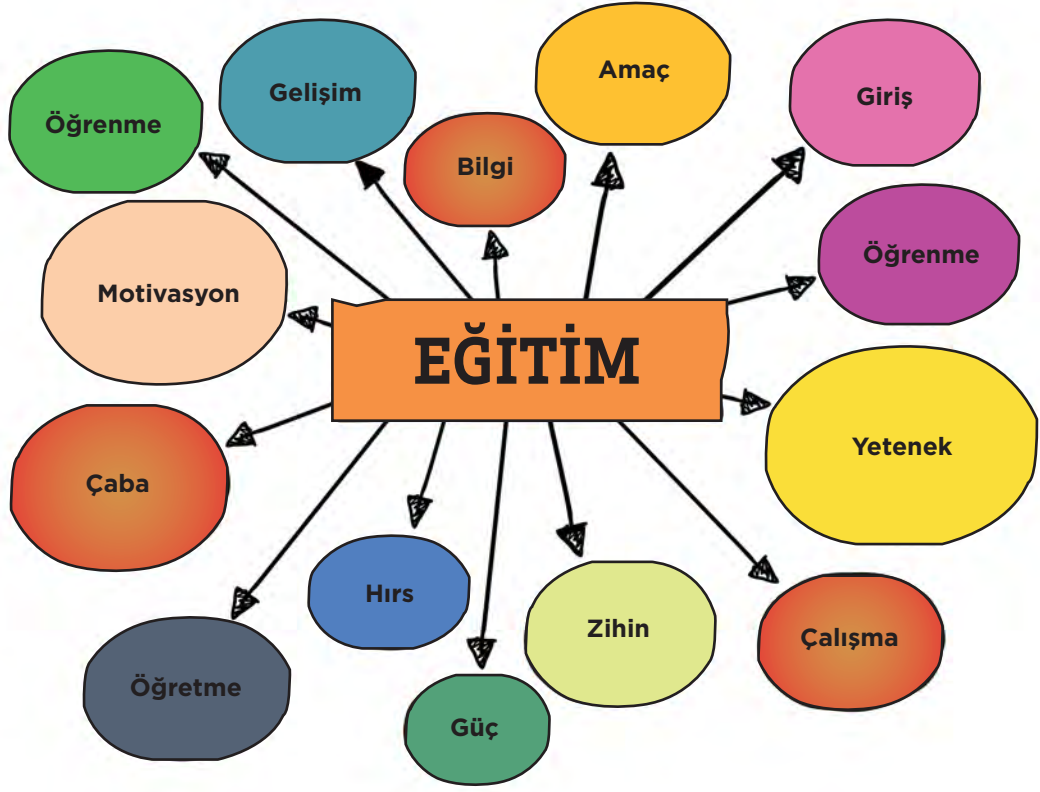 Amaç
Gelişim
Giriş
Öğrenme
Bilgi
Öğrenme
Motivasyon
EĞİTİM
Yetenek
Çaba
Hırs
Zihin
Çalışma
Öğretme
Güç